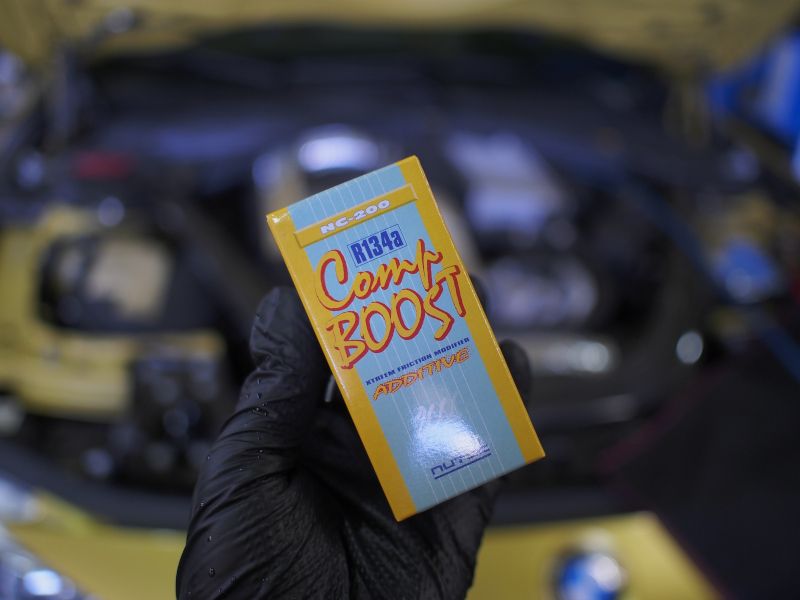 NC-200
R134a
Comp
BOOST
XTREEM FRICTION MODIFIER
ADDITIVE